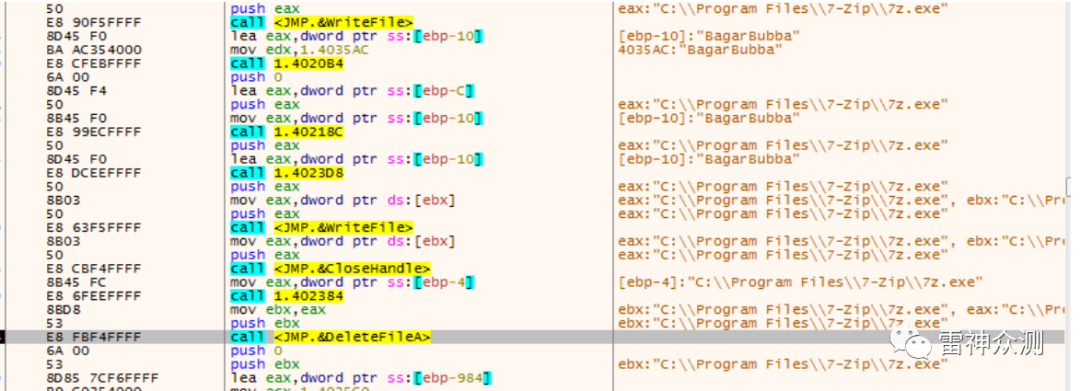 50 push eax eax:"C:\\Program Files\\7-Zip\\7z.exe"
E8 90F5FFFF call <JMP.&WriteFile>
8D45 F0 lea eax,dword ptr ss:[ebp-10] [ebp-10]:"BagarBubba"
BA AC354000 mov edx,1.4035AC 4035AC:"BagarBubba"
E8 CFEBFFFF call 1.4020B4
6A 00 push 0
8D45 F4 lea eax,dword ptr ss:[ebp-C]
50 push eax eax:"C:\\Program Files\\7-Zip\\7z.exe"
8B45 F0 mov eax,dword ptr ss:[ebp-10] [ebp-10]:"BagarBubba"
E8 99ECFFFF call 1.40218C
50 push eax eax:"C:\\Program Files\\7-Zip\\7z.exe"
8D45 F0 lea eax,dword ptr ss:[ebp-10] [ebp-10]:"BagarBubba"
E8 DCEEFFFF call 1.4023D8
50 push eax eax:"C:\\Program Files\\7-Zip\\7z.exe"
8B03 mov eax,dword ptr ds:[ebx] eax:"C:\\Program Files\\7-Zip\\7z.exe", ebx:"C:\\Pro
50 push eax eax:"C:\\Program Files\\7-Zip\\7z.exe"
E8 63F5FFFF call <JMP.&WriteFile>
8B03 mov eax,dword ptr ds:[ebx] eax:"C:\\Program Files\\7-Zip\\7z.exe", ebx:"C:\\Pro
50 push eax eax:"C:\\Program Files\\7-Zip\\7z.exe"
E8 CBF4FFFF call <JMP.&CloseHandle>
8B45 FC mov eax,dword ptr ss:[ebp-4] [ebp-4]:"C:\\Program Files\\7-Zip\\7z.exe"
E8 6FEEFFFF call 1.402384
8BD8 mov ebx,eax ebx:"C:\\Program Files\\7-Zip\\7z.exe", eax:"C:\\Pro
53 push ebx ebx:"C:\\Program Files\\7-Zip\\7z.exe"
E8 FBF4FFFF call <JMP.&DeleteFileA>
6A 00 push 0
53 push ebx ebx:"C:\\Program Files\\7-Zip\\7z.exe"
8D85 7CF6FFFF lea eax,dword ptr ss:[ebp-984]
雷神众测